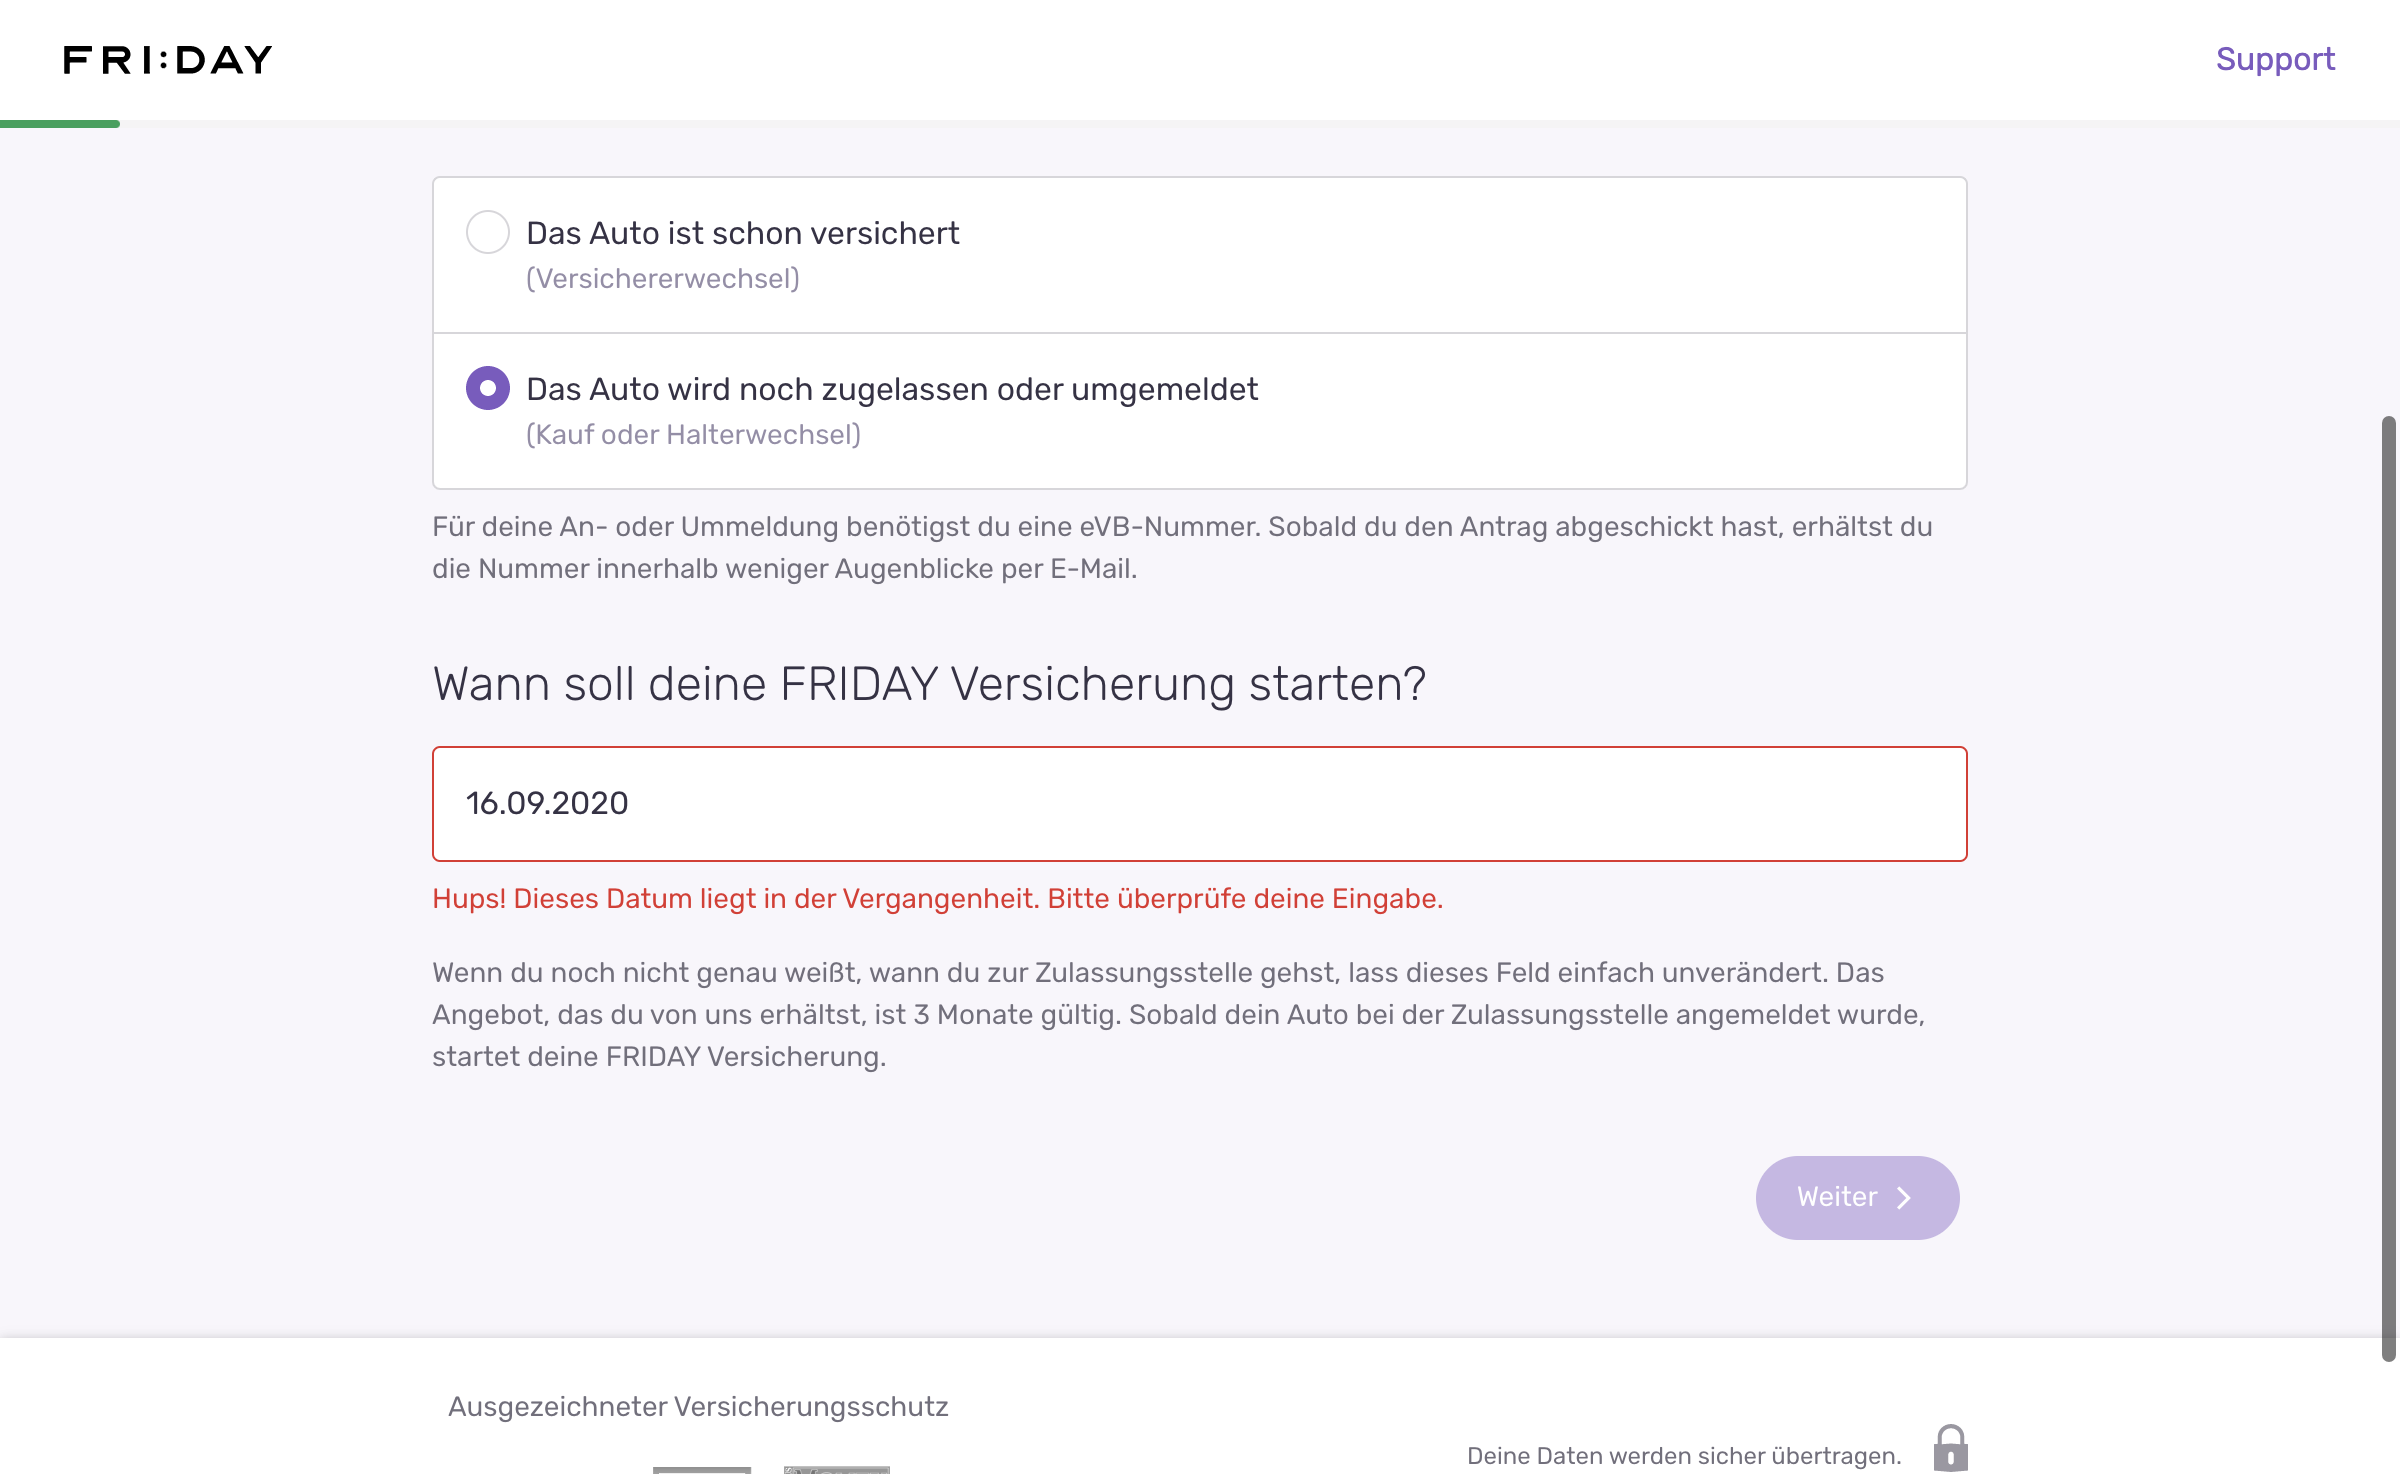 FRI:DAY
Support
Das Auto ist schon versichert
(Versichererwechsel)
Das Auto wird noch zugelassen oder umgemeldet
(Kauf oder Halterwechsel)
Für deine An- oder Ummeldung benötigst du eine eVB-Nummer. Sobald du den Antrag abgeschickt hast, erhältst du
die Nummer innerhalb weniger Augenblicke per E-Mail.
Wann soll deine FRIDAY Versicherung starten?
16.09.2020
Hups! Dieses Datum liegt in der Vergangenheit. Bitte überprüfe deine Eingabe.
Wenn du noch nicht genau weißt, wann du zur Zulassungsstelle gehst, lass dieses Feld einfach unverändert. Das
Angebot, das du von uns erhältst, ist 3 Monate gültig. Sobald dein Auto bei der Zulassungsstelle angemeldet wurde,
startet deine FRIDAY Versicherung.
Weiter
Ausgezeichneter Versicherungsschutz
Deine Daten werden sicher übertragen.